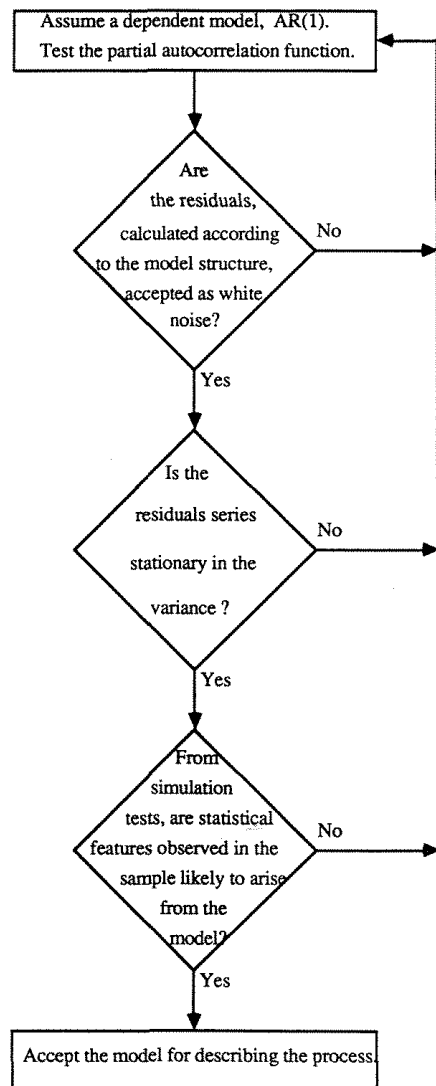 Assume a dependent model, AR(1).
Test the partial autocorrelation function.
Are
the residuals,
calculated according
to the model structure,
accepted as white
noise?
No
Yes
Is the
residuals series
stationary in the
variance ?
No
Yes
From
simulation
tests, are statistical
features observed in the
sample likely to arise
from the
model?
No
Yes
Accept the model for describing the process.